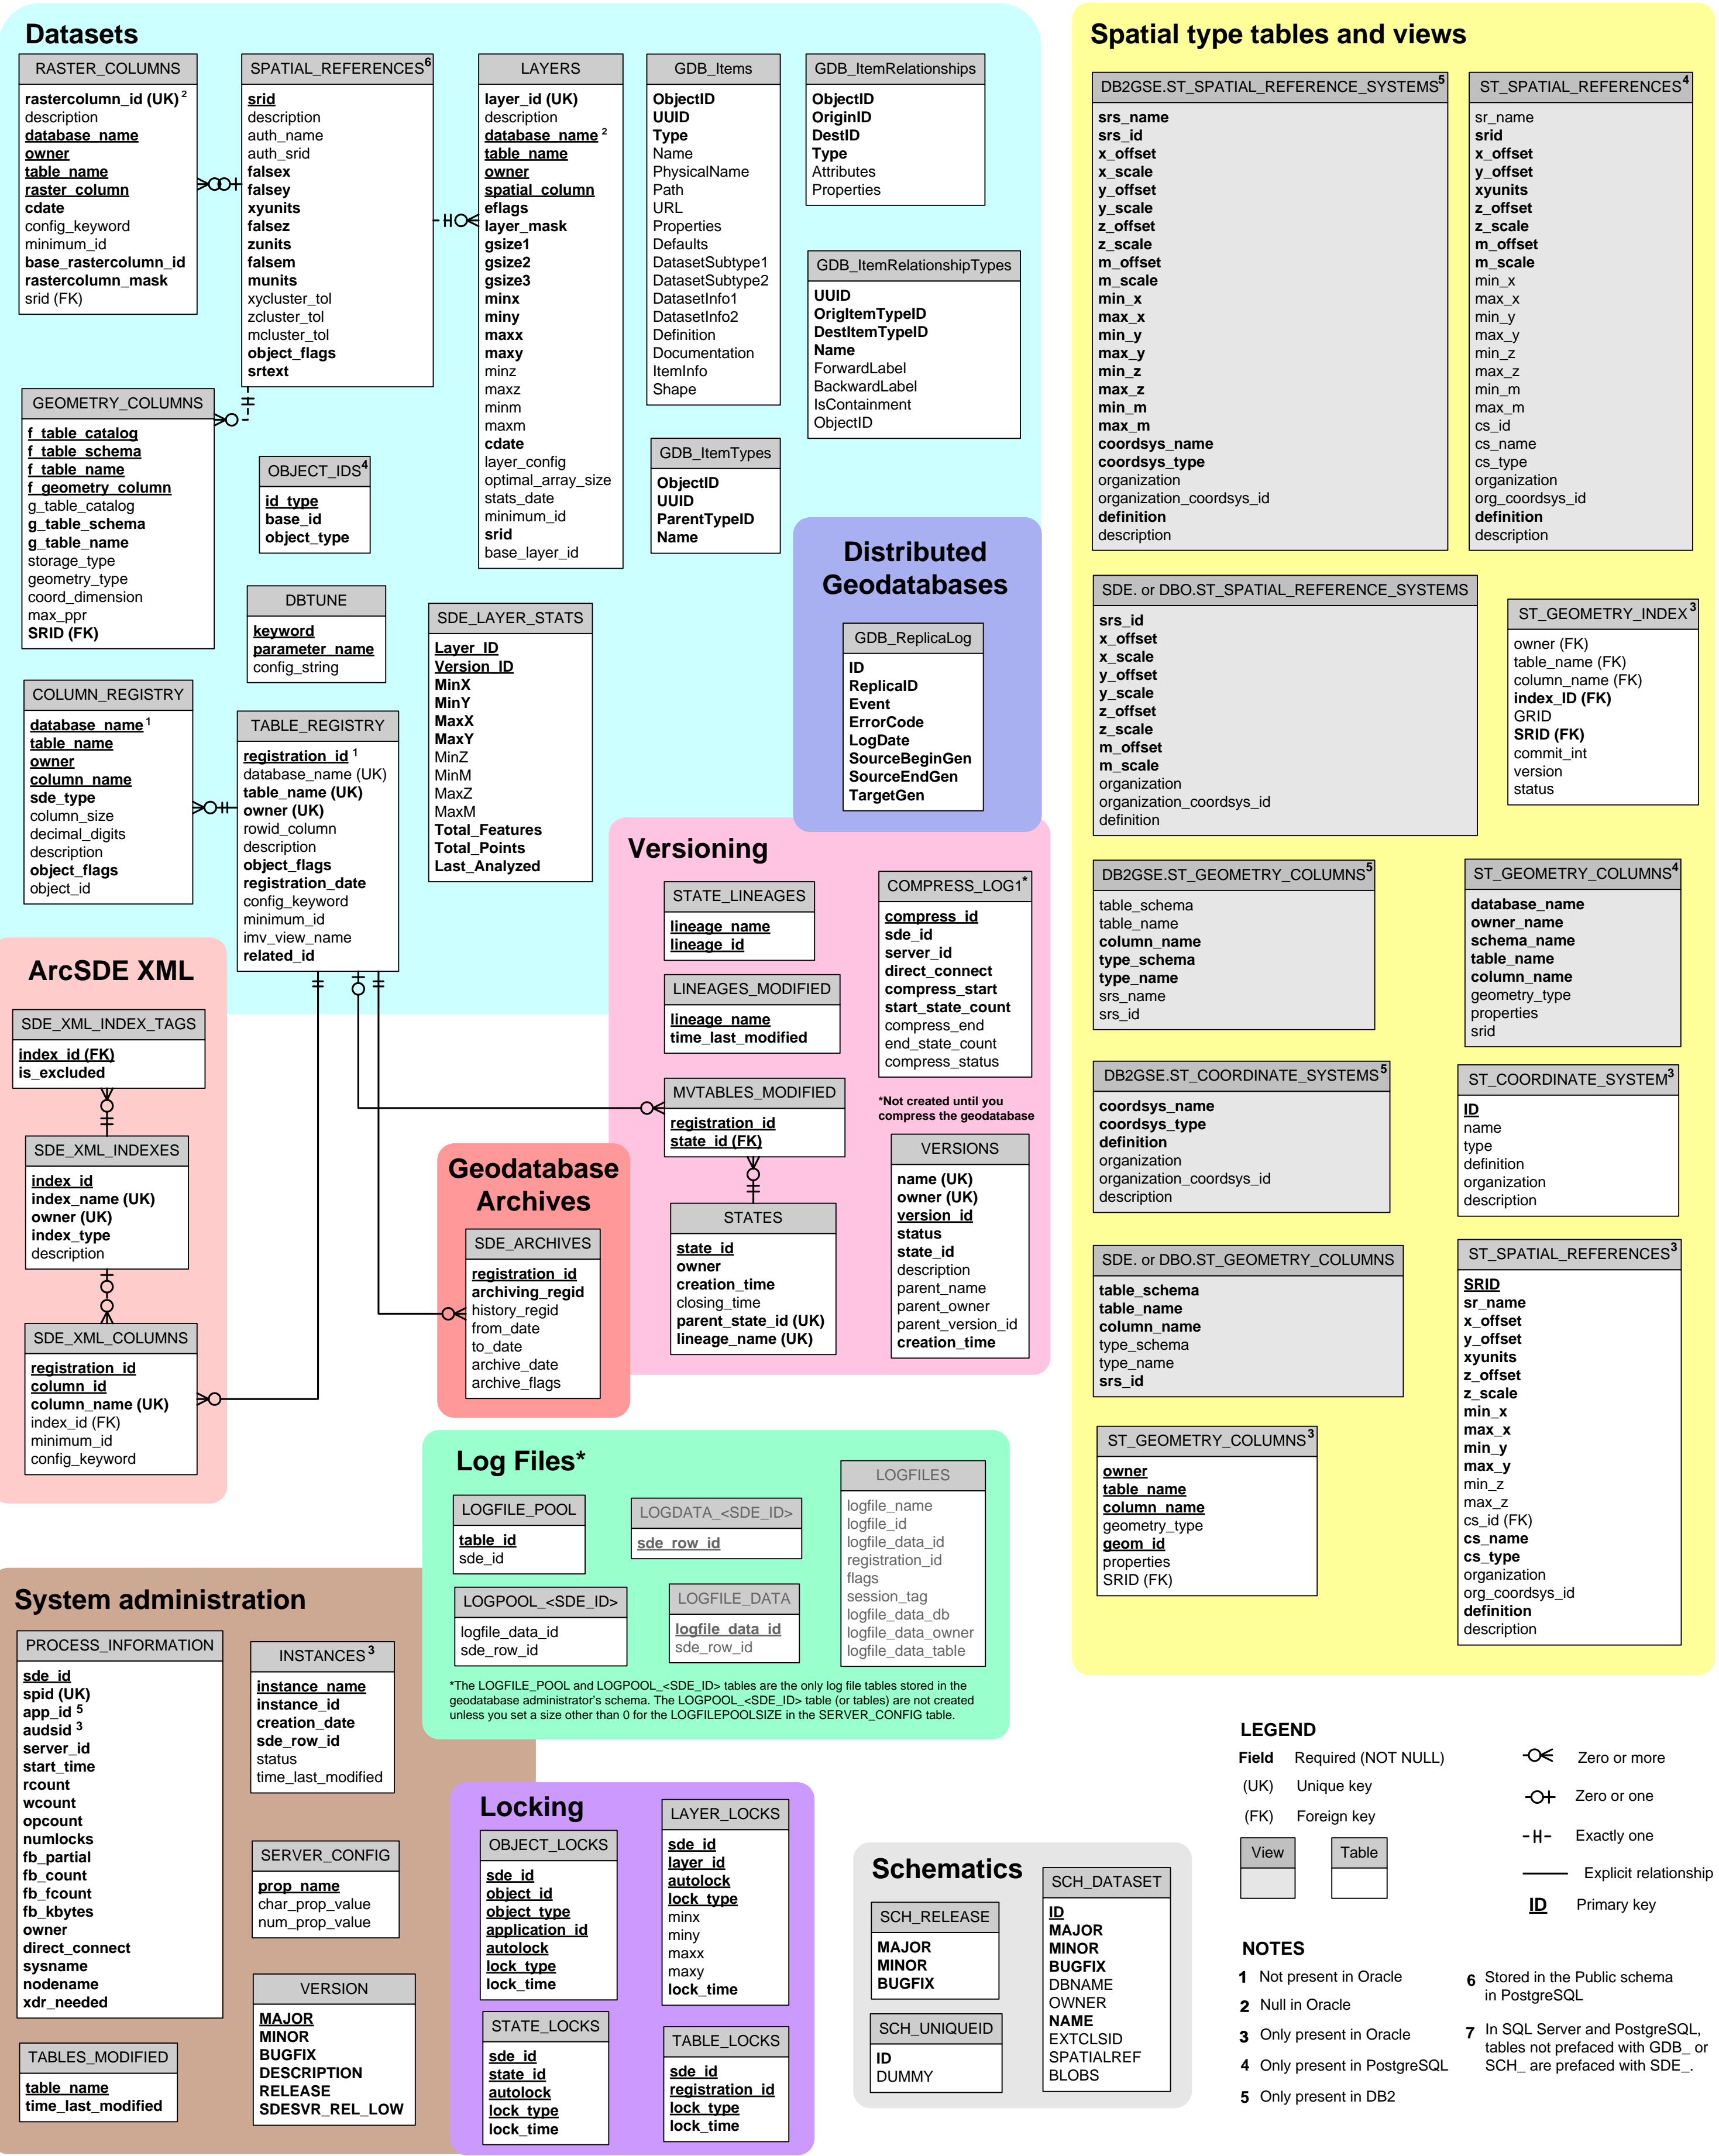 Datasets
RASTER_COLUMNS
rastercolumn_id (UK) 2
description
database_name
owner
table_name
raster_column
cdate
config_keyword
minimum_id
base_rastercolumn_id
rastercolumn_mask
srid (FK)
SPATIAL_REFERENCES6
srid
description
auth_name
auth_srid
falsex
falsey
xyunits
falsez
zunits
falsem
munits
xycluster_tol
zcluster_tol
mcluster_tol
object_flags
srtext
LAYERS
layer_id (UK)
description
database_name 2
table_name
owner
spatial_column
eflags
layer_mask
gsize1
gsize2
gsize3
minx
miny
maxx
maxy
minz
maxz
minm
maxm
cdate
layer_config
optimal_array_size
stats_date
minimum_id
srid
base_layer_id
GDB_Items
ObjectID
UUID
Type
Name
PhysicalName
Path
URL
Properties
Defaults
DatasetSubtype1
DatasetSubtype2
DatasetInfo1
DatasetInfo2
Definition
Documentation
ItemInfo
Shape
GDB_ItemRelationships
ObjectID
OriginID
DestID
Type
Attributes
Properties
GDB_ItemRelationshipTypes
UUID
OrigItemTypeID
DestItemTypeID
Name
ForwardLabel
BackwardLabel
IsContainment
ObjectID
GEOMETRY_COLUMNS
f_table_catalog
f_table_schema
f_table_name
f_geometry_column
g_table_catalog
g_table_schema
g_table_name
storage_type
geometry_type
coord_dimension
max_ppr
SRID (FK)
OBJECT_IDS4
id_type
base_id
object_type
GDB_ItemTypes
ObjectID
UUID
ParentTypeID
Name
DBTUNE
keyword
parameter_name
config_string
SDE_LAYER_STATS
Layer_ID
Version_ID
MinX
MinY
MaxX
MaxY
MinZ
MinM
MaxZ
MaxM
Total_Features
Total_Points
Last_Analyzed
COLUMN_REGISTRY
database_name 1
table_name
owner
column_name
sde_type
column_size
decimal_digits
description
object_flags
object_id
TABLE_REGISTRY
registration_id 1
database_name (UK)
table_name (UK)
owner (UK)
rowid_column
description
object_flags
registration_date
config_keyword
minimum_id
imv_view_name
related_id
Distributed
Geodatabases
GDB_ReplicaLog
ID
ReplicaID
Event
ErrorCode
LogDate
SourceBeginGen
SourceEndGen
TargetGen
Versioning
STATE_LINEAGES
lineage_name
lineage_id
LINEAGES_MODIFIED
lineage_name
time_last_modified
MVTABLES_MODIFIED
registration_id
state_id (FK)
STATES
state_id
owner
creation_time
closing_time
parent_state_id (UK)
lineage_name (UK)
COMPRESS_LOG1*
compress_id
sde_id
server_id
direct_connect
compress_start
start_state_count
compress_end
end_state_count
compress_status
*Not created until you
compress the geodatabase
VERSIONS
name (UK)
owner (UK)
version_id
status
state_id
description
parent_name
parent_owner
parent_version_id
creation_time
ArcSDE XML
SDE_XML_INDEX_TAGS
index_id (FK)
is_excluded
SDE_XML_INDEXES
index_id
index_name (UK)
owner (UK)
index_type
description
SDE_XML_COLUMNS
registration_id
column_id
column_name (UK)
index_id (FK)
minimum_id
config_keyword
Geodatabase
Archives
SDE_ARCHIVES
registration_id
archiving_regid
history_regid
from_date
to_date
archive_date
archive_flags
Log Files*
LOGFILE_POOL
table_id
sde_id
LOGDATA_<SDE_ID>
sde_row_id
LOGPOOL_<SDE_ID>
logfile_data_id
sde_row_id
LOGFILE_DATA
logfile_data_id
sde_row_id
LOGFILES
logfile_name
logfile_id
logfile_data_id
registration_id
flags
session_tag
logfile_data_db
logfile_data_owner
logfile_data_table
*The LOGFILE_POOL and LOGPOOL_<SDE_ID> tables are the only log file tables stored in the
geodatabase administrator's schema. The LOGPOOL_<SDE_ID> table (or tables) are not created
unless you set a size other than 0 for the LOGFILEPOOLSIZE in the SERVER_CONFIG table.
System administration
PROCESS_INFORMATION
sde_id
spid (UK)
app_id 5
audsid 3
server_id
start_time
rcount
wcount
opcount
numlocks
fb_partial
fb_count
fb_fcount
fb_kbytes
owner
direct_connect
sysname
nodename
xdr_needed
TABLES_MODIFIED
table_name
time_last_modified
INSTANCES 3
instance_name
instance_id
creation_date
sde_row_id
status
time_last_modified
SERVER_CONFIG
prop_name
char_prop_value
num_prop_value
VERSION
MAJOR
MINOR
BUGFIX
DESCRIPTION
RELEASE
SDESVR_REL_LOW
Locking
OBJECT_LOCKS
sde_id
object_id
object_type
application_id
autolock
lock_type
lock_time
STATE_LOCKS
sde_id
state_id
autolock
lock_type
lock_time
LAYER_LOCKS
sde_id
layer_id
autolock
lock_type
minx
miny
maxx
maxy
lock_time
TABLE_LOCKS
sde_id
registration_id
lock_type
lock_time
Schematics
SCH_RELEASE
MAJOR
MINOR
BUGFIX
SCH_UNIQUEID
ID
DUMMY
SCH_DATASET
ID
MAJOR
MINOR
BUGFIX
DBNAME
OWNER
NAME
EXTCLSID
SPATIALREF
BLOBS
Spatial type tables and views
DB2GSE.ST_SPATIAL_REFERENCE_SYSTEMS5
srs_name
srs_id
x_offset
x_scale
y_offset
y_scale
z_offset
z_scale
m_offset
m_scale
min_x
max_x
min_y
max_y
min_z
max_z
min_m
max_m
coordsys_name
coordsys_type
organization
organization_coordsys_id
definition
description
ST_SPATIAL_REFERENCES4
sr_name
srid
x_offset
y_offset
xyunits
z_offset
z_scale
m_offset
m_scale
min_x
max_x
min_y
max_y
min_z
max_z
min_m
max_m
cs_id
cs_name
cs_type
organization
org_coordsys_id
definition
description
SDE. or DBO.ST_SPATIAL_REFERENCE_SYSTEMS
srs_id
x_offset
x_scale
y_offset
y_scale
z_offset
z_scale
m_offset
m_scale
organization
organization_coordsys_id
definition
ST_GEOMETRY_INDEX3
owner (FK)
table_name (FK)
column_name (FK)
index_ID (FK)
GRID
SRID (FK)
commit_int
version
status
DB2GSE.ST_GEOMETRY_COLUMNS5
table_schema
table_name
column_name
type_schema
type_name
srs_name
srs_id
ST_GEOMETRY_COLUMNS4
database_name
owner_name
schema_name
table_name
column_name
geometry_type
properties
srid
DB2GSE.ST_COORDINATE_SYSTEMS5
coordsys_name
coordsys_type
definition
organization
organization_coordsys_id
description
ST_COORDINATE_SYSTEM3
ID
name
type
definition
organization
description
SDE. or DBO.ST_GEOMETRY_COLUMNS
table_schema
table_name
column_name
type_schema
type_name
srs_id
ST_SPATIAL_REFERENCES3
SRID
sr_name
x_offset
y_offset
xyunits
z_offset
z_scale
min_x
max_x
min_y
max_y
min_z
max_z
cs_id (FK)
cs_name
cs_type
organization
org_coordsys_id
definition
description
ST_GEOMETRY_COLUMNS3
owner
table_name
column_name
geometry_type
geom_id
properties
SRID (FK)
LEGEND
Field Required (NOT NULL)
(UK) Unique key
(FK) Foreign key
View Table
Zero or more
Zero or one
Exactly one
Explicit relationship
ID Primary key
NOTES
1 Not present in Oracle
2 Null in Oracle
3 Only present in Oracle
4 Only present in PostgreSQL
5 Only present in DB2
6 Stored in the Public schema
in PostgreSQL
7 In SQL Server and PostgreSQL,
tables not prefaced with GDB_ or
SCH_ are prefaced with SDE_.